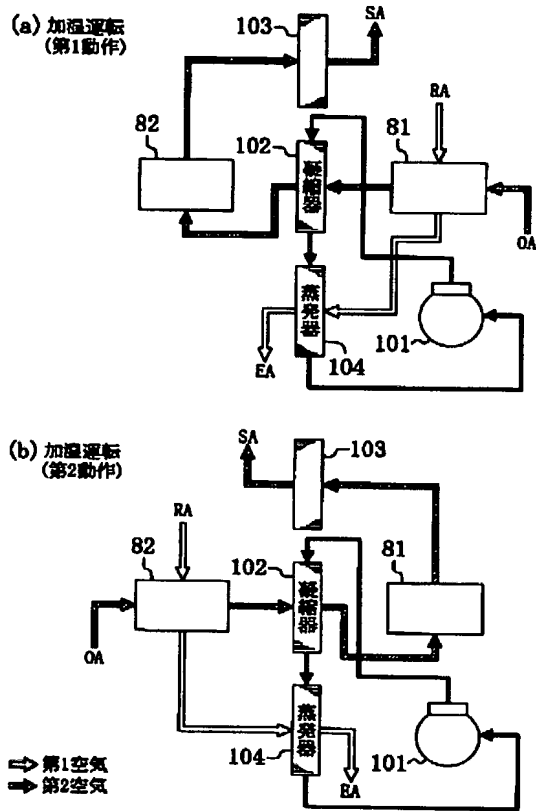 (a) 加湿運転
(第1動作)
103
SA
82
102
81
RA
凝縮器
OA
蒸発器
101
EA
104
(b) 加湿運転
(第2動作)
SA
103
RA
82
102
81
凝縮器
OA
蒸発器
104
EA
101
第1空気
第2空気